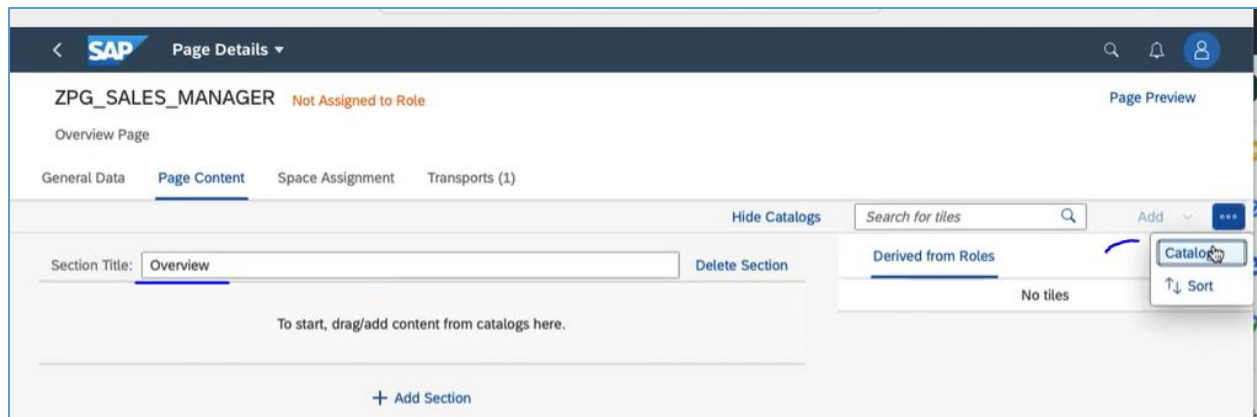 SAP Page Details
ZPG_SALES_MANAGER Not Assigned to Role Page Preview
Overview Page
General Data Page Content Space Assignment Transports (1)
Hide Catalogs Search for tiles Add
Section Title: Overview Delete Section Derived from Roles Catalogs
Sort
No tiles
To start, drag/add content from catalogs here.
+ Add Section